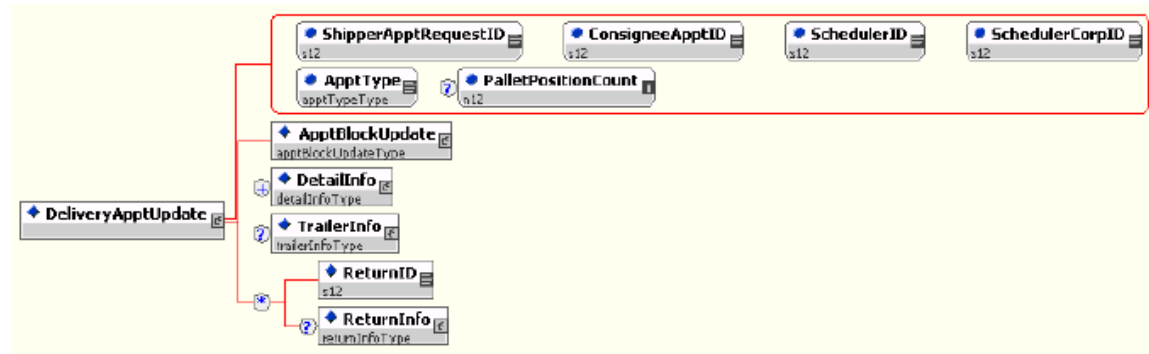 ShipperApptRequestID
s12
ConsigneeApptID
s12
SchedulerID
s12
SchedulerCorpID
s12
ApptType
apptTypeType
?
PalletPositionCount
n12
ApptBlockUpdate
apptBlockUpdateType
+
DetailInfo
detailInfoType
DeliveryApptUpdate
?
TrailerInfo
trailerInfoType
*
ReturnID
s12
?
ReturnInfo
returnInfoType